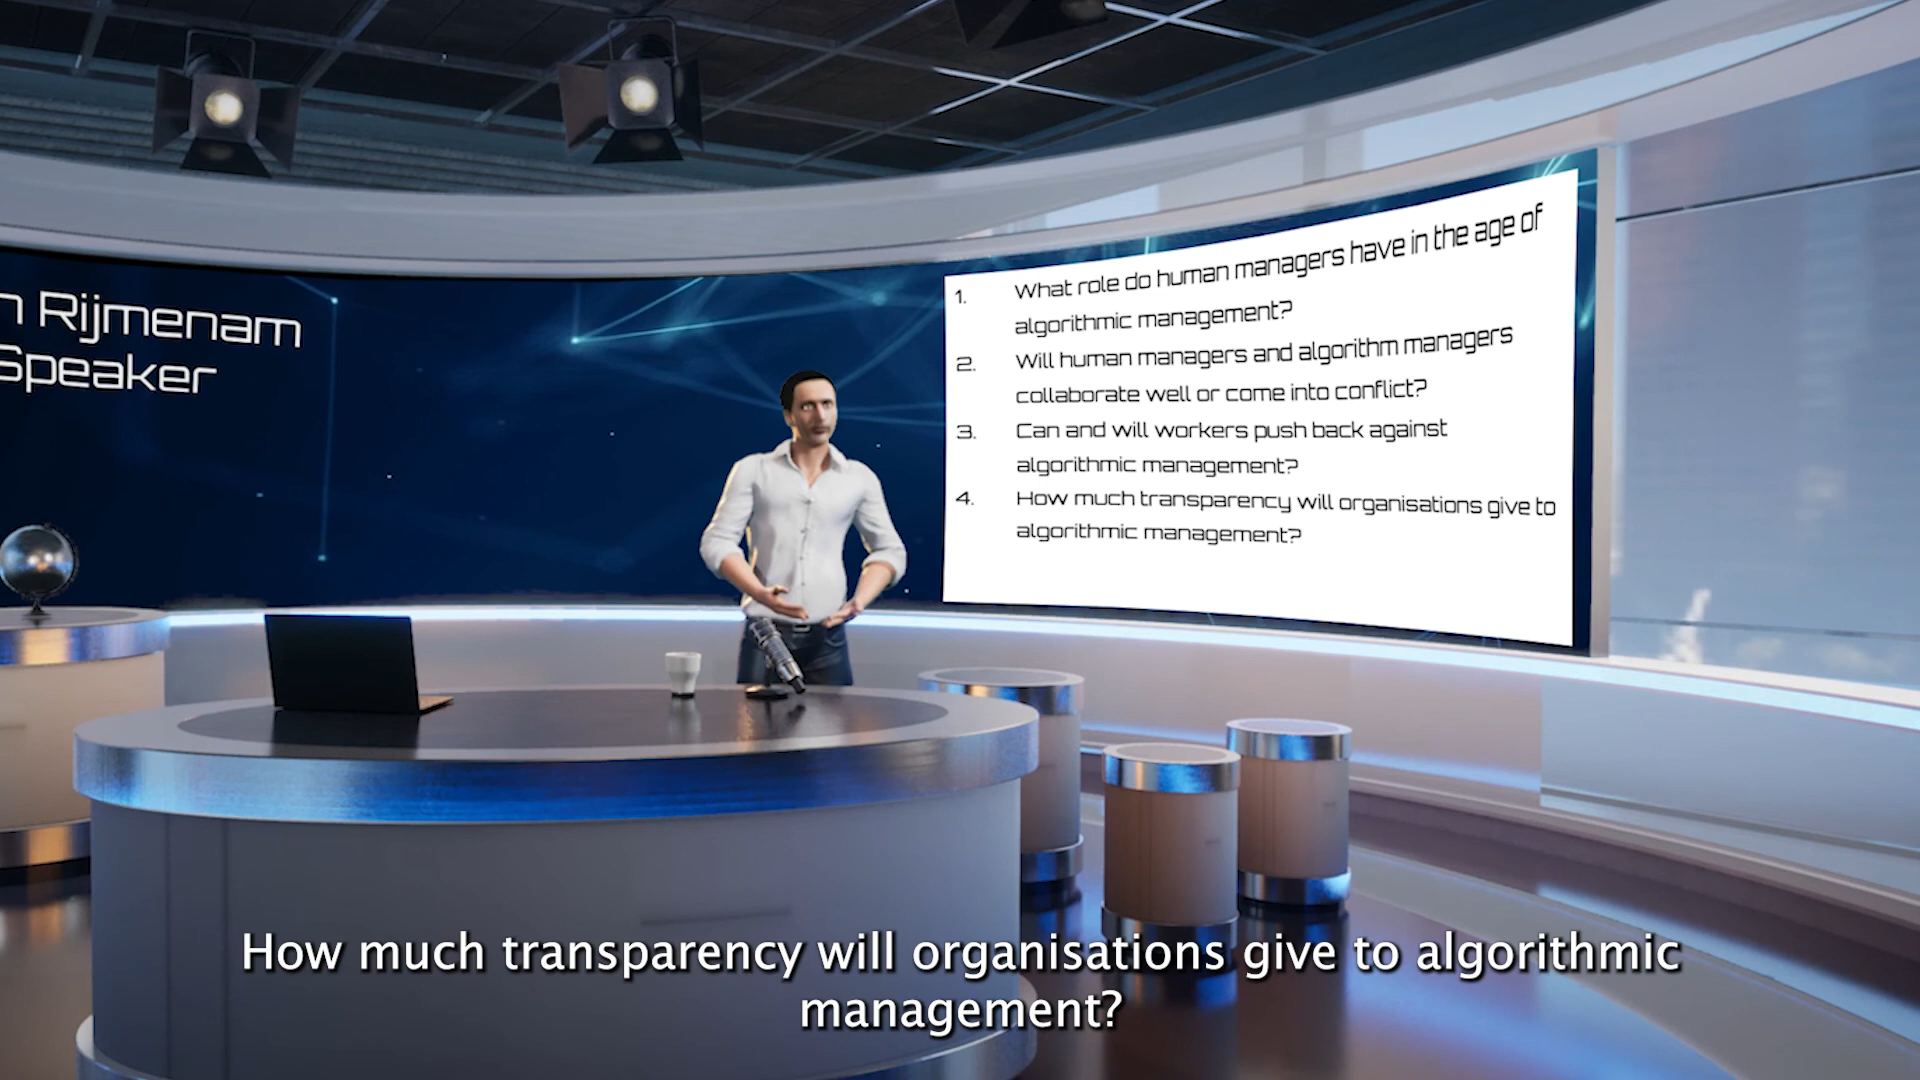 Rijmenam
Speaker
1. What role do human managers have in the age of
algorithmic management?
2. Will human managers and algorithm managers
collaborate well or come into conflict?
3. Can and will workers push back against
algorithmic management?
4. How much transparency will organisations give to
algorithmic management?
How much transparency will organisations give to algorithmic
management?